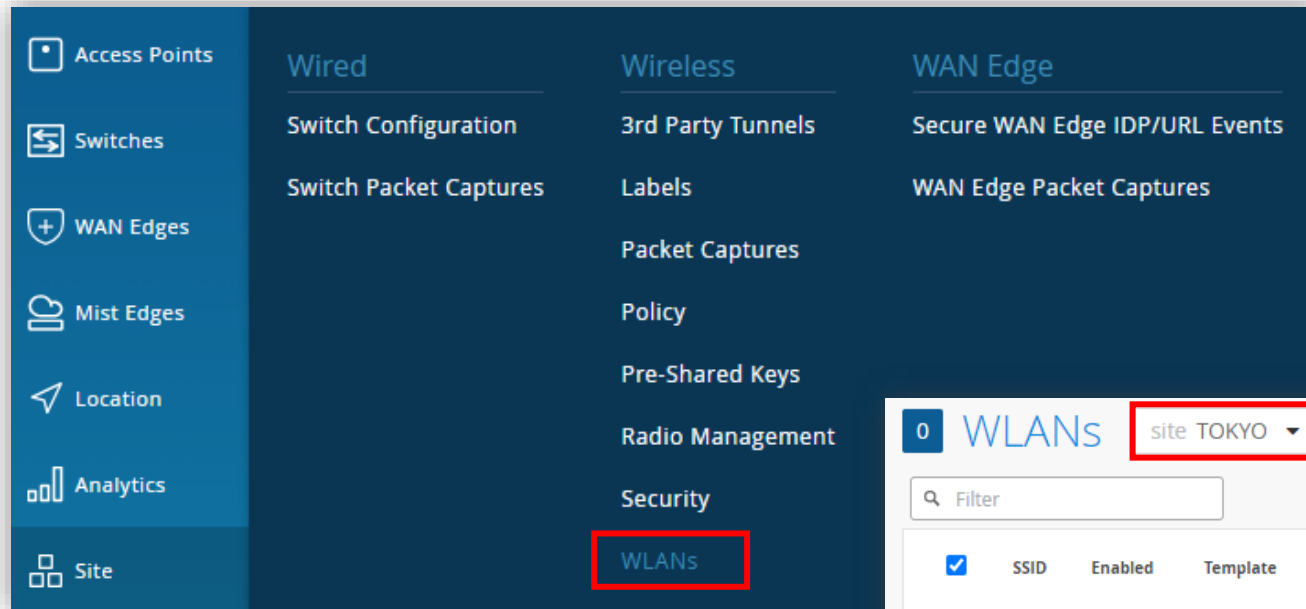 Access Points
Switches
WAN Edges
Mist Edges
Location
Analytics
Site
Wired
Switch Configuration
Switch Packet Captures
Wireless
3rd Party Tunnels
Labels
Packet Captures
Policy
Pre-Shared Keys
Radio Management
Security
WLANs
WAN Edge
Secure WAN Edge IDP/URL Events
WAN Edge Packet Captures
0 WLANs site TOKYO
Filter
SSID Enabled Template